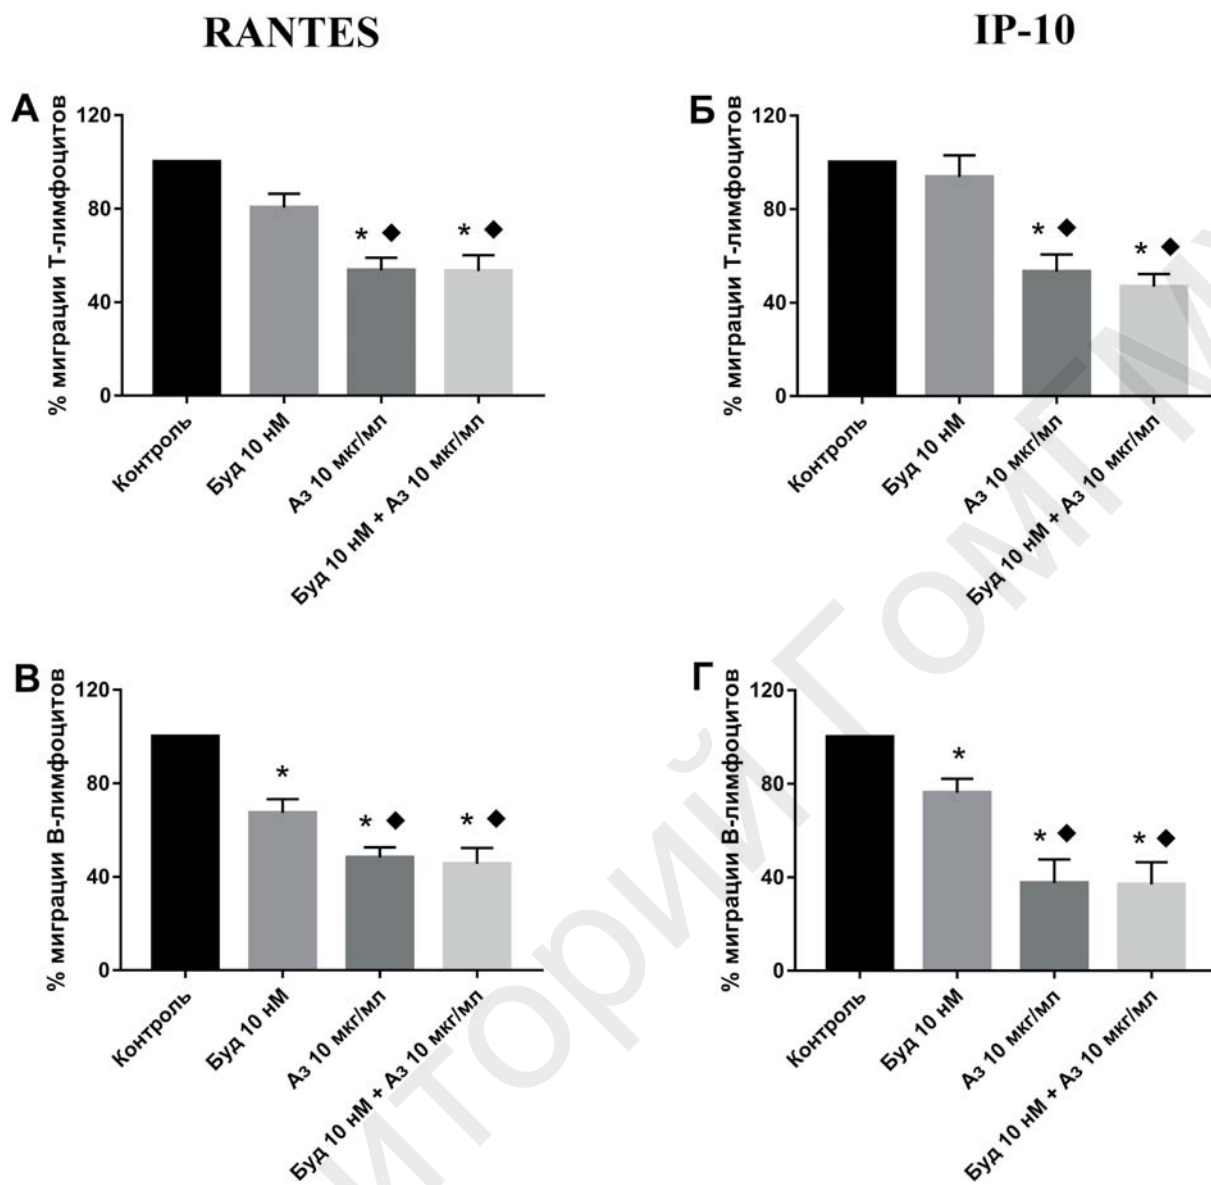 RANTES
IP-10
А
% миграции Т-лимфоцитов
120
80
40
0
* ◆
* ◆
Контроль
Буд 10 нМ
Аз 10 мкг/мл
Буд 10 нМ + Аз 10 мкг/мл
Б
% миграции Т-лимфоцитов
120
80
40
0
* ◆
* ◆
Контроль
Буд 10 нМ
Аз 10 мкг/мл
Буд 10 нМ + Аз 10 мкг/мл
В
% миграции В-лимфоцитов
120
80
40
0
*
* ◆
* ◆
Контроль
Буд 10 нМ
Аз 10 мкг/мл
Буд 10 нМ + Аз 10 мкг/мл
Г
% миграции В-лимфоцитов
120
80
40
0
*
* ◆
* ◆
Контроль
Буд 10 нМ
Аз 10 мкг/мл
Буд 10 нМ + Аз 10 мкг/мл